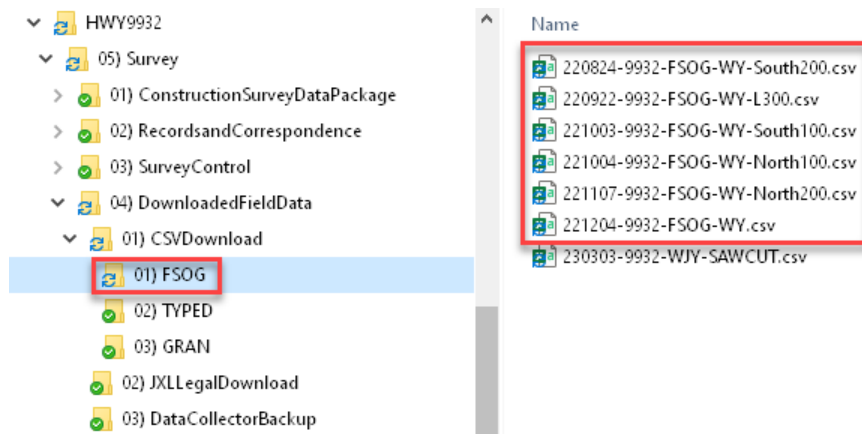 HWY9932
05) Survey
01) ConstructionSurveyDataPackage
02) RecordsandCorrespondence
03) SurveyControl
04) DownloadedFieldData
01) CSVDownload
01) FSOG
02) TYPED
03) GRAN
02) JXLLegalDownload
03) DataCollectorBackup
Name
220824-9932-FSOG-WY-South200.csv
220922-9932-FSOG-WY-L300.csv
221003-9932-FSOG-WY-South100.csv
221004-9932-FSOG-WY-North100.csv
221107-9932-FSOG-WY-North200.csv
221204-9932-FSOG-WY.csv
230303-9932-WJY-SAWCUT.csv